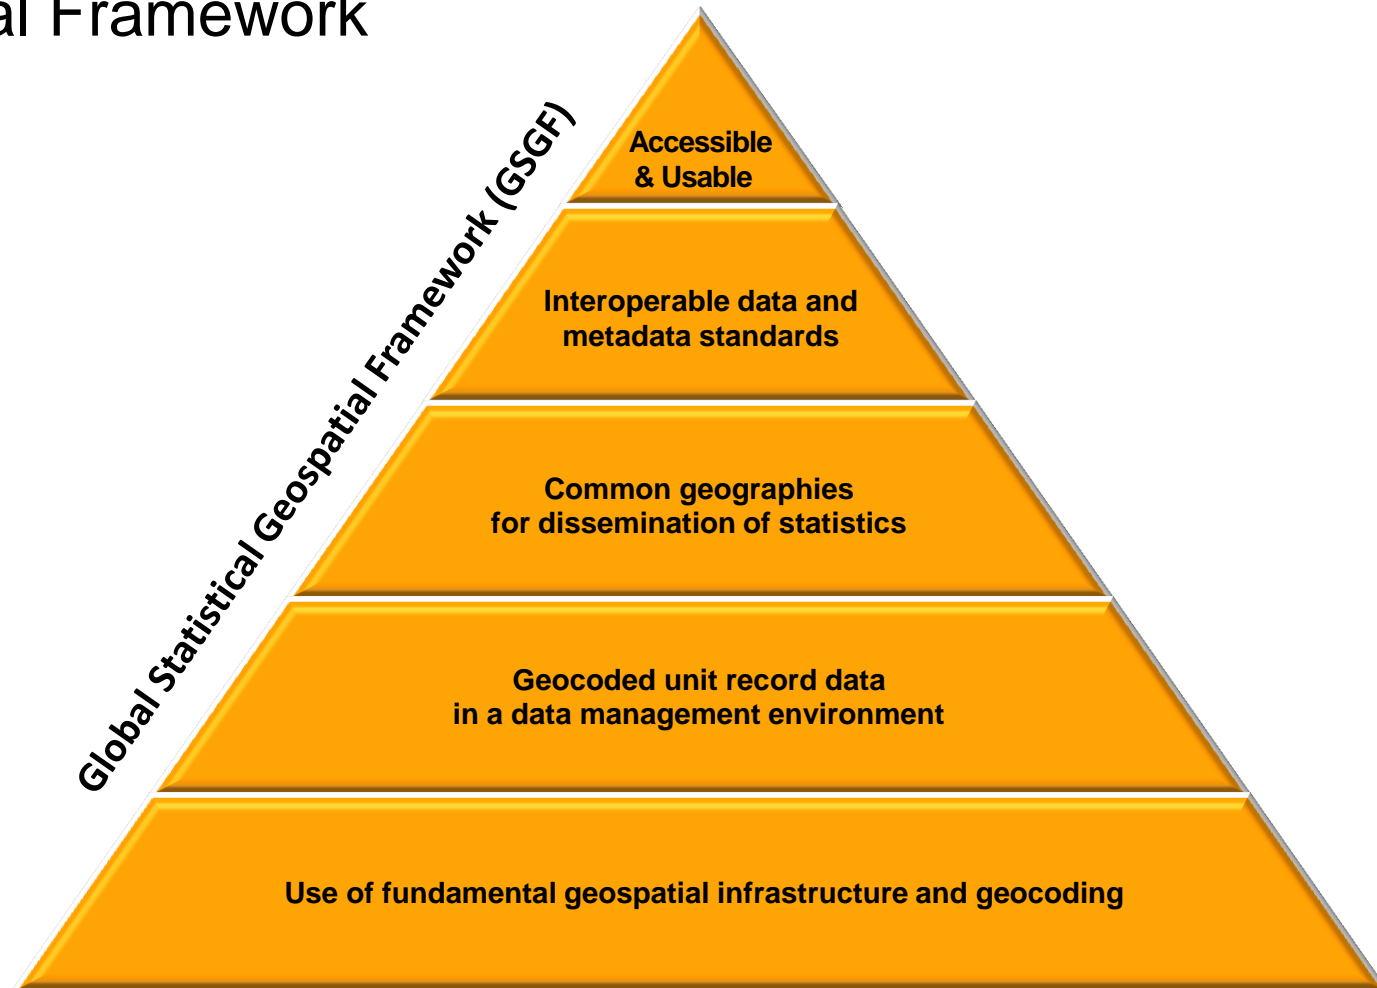 al Framework
Global Statistical Geospatial Framework (GSGF)
Accessible
& Usable
Interoperable data and
metadata standards
Common geographies
for dissemination of statistics
Geocoded unit record data
in a data management environment
Use of fundamental geospatial infrastructure and geocoding